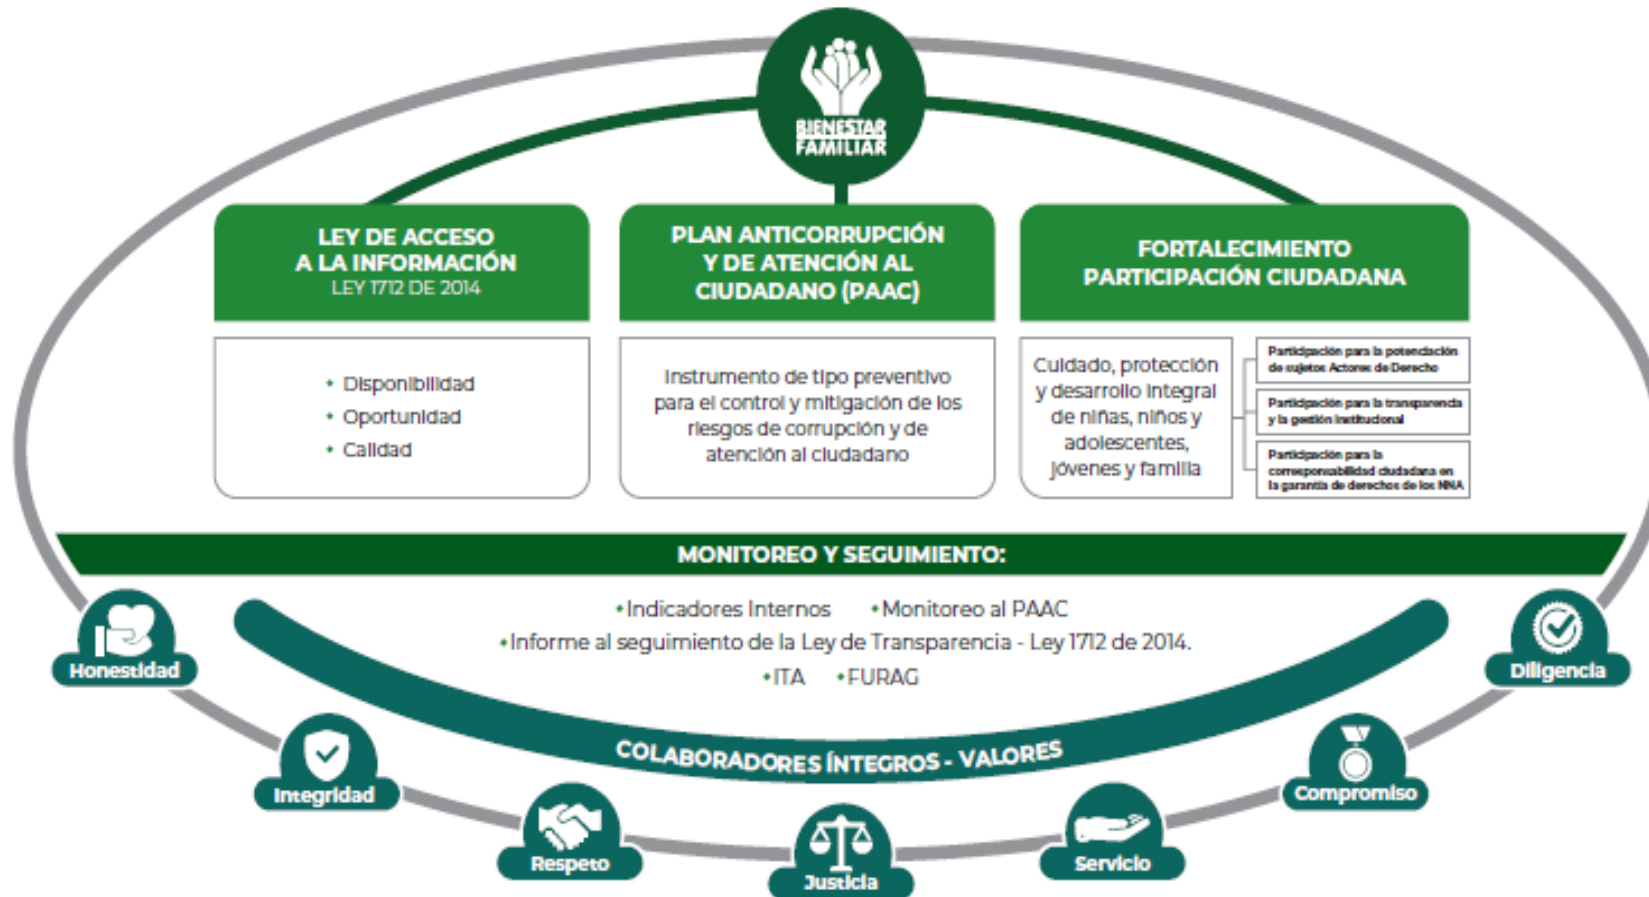 BIENESTAR
FAMILIAR
LEY DE ACCESO
A LA INFORMACIÓN
LEY 1712 DE 2014
• Disponibilidad
• Oportunidad
• Calidad
PLAN ANTICORRUPCIÓN
Y DE ATENCIÓN AL
CIUDADANO (PAAC)
Instrumento de tipo preventivo
para el control y mitigación de los
riesgos de corrupción y de
atención al ciudadano
FORTALECIMIENTO
PARTICIPACIÓN CIUDADANA
Cuidado, protección
y desarrollo integral
de niñas, niños y
adolescentes,
jóvenes y familia
Participación para la potenciación
de sujetos Actores de Derecho
Participación para la transparencia
y la gestión institucional
Participación para la
corresponsabilidad ciudadana en
la garantía de derechos de los NNA
MONITOREO Y SEGUIMIENTO:
•Indicadores Internos •Monitoreo al PAAC
•Informe al seguimiento de la Ley de Transparencia - Ley 1712 de 2014.
•ITA •FURAG
COLABORADORES ÍNTEGROS - VALORES
Honestidad
Integridad
Respeto
Justicia
Servicio
Compromiso
Diligencia